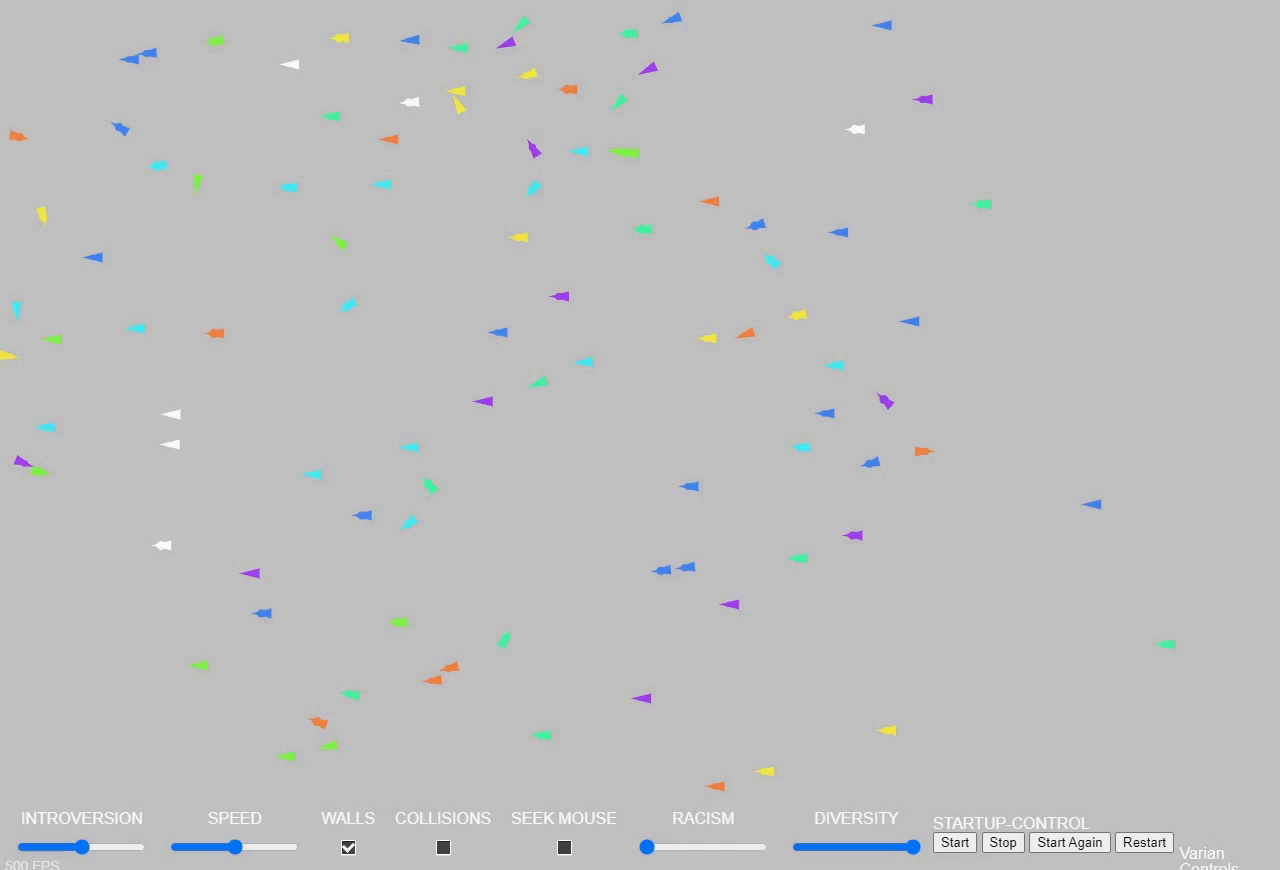 INTROVERSION SPEED WALLS COLLISIONS SEEK MOUSE RACISM DIVERSITY STARTUP-CONTROL
Start Stop Start Again Restart
Varian
Controls
500 FPS